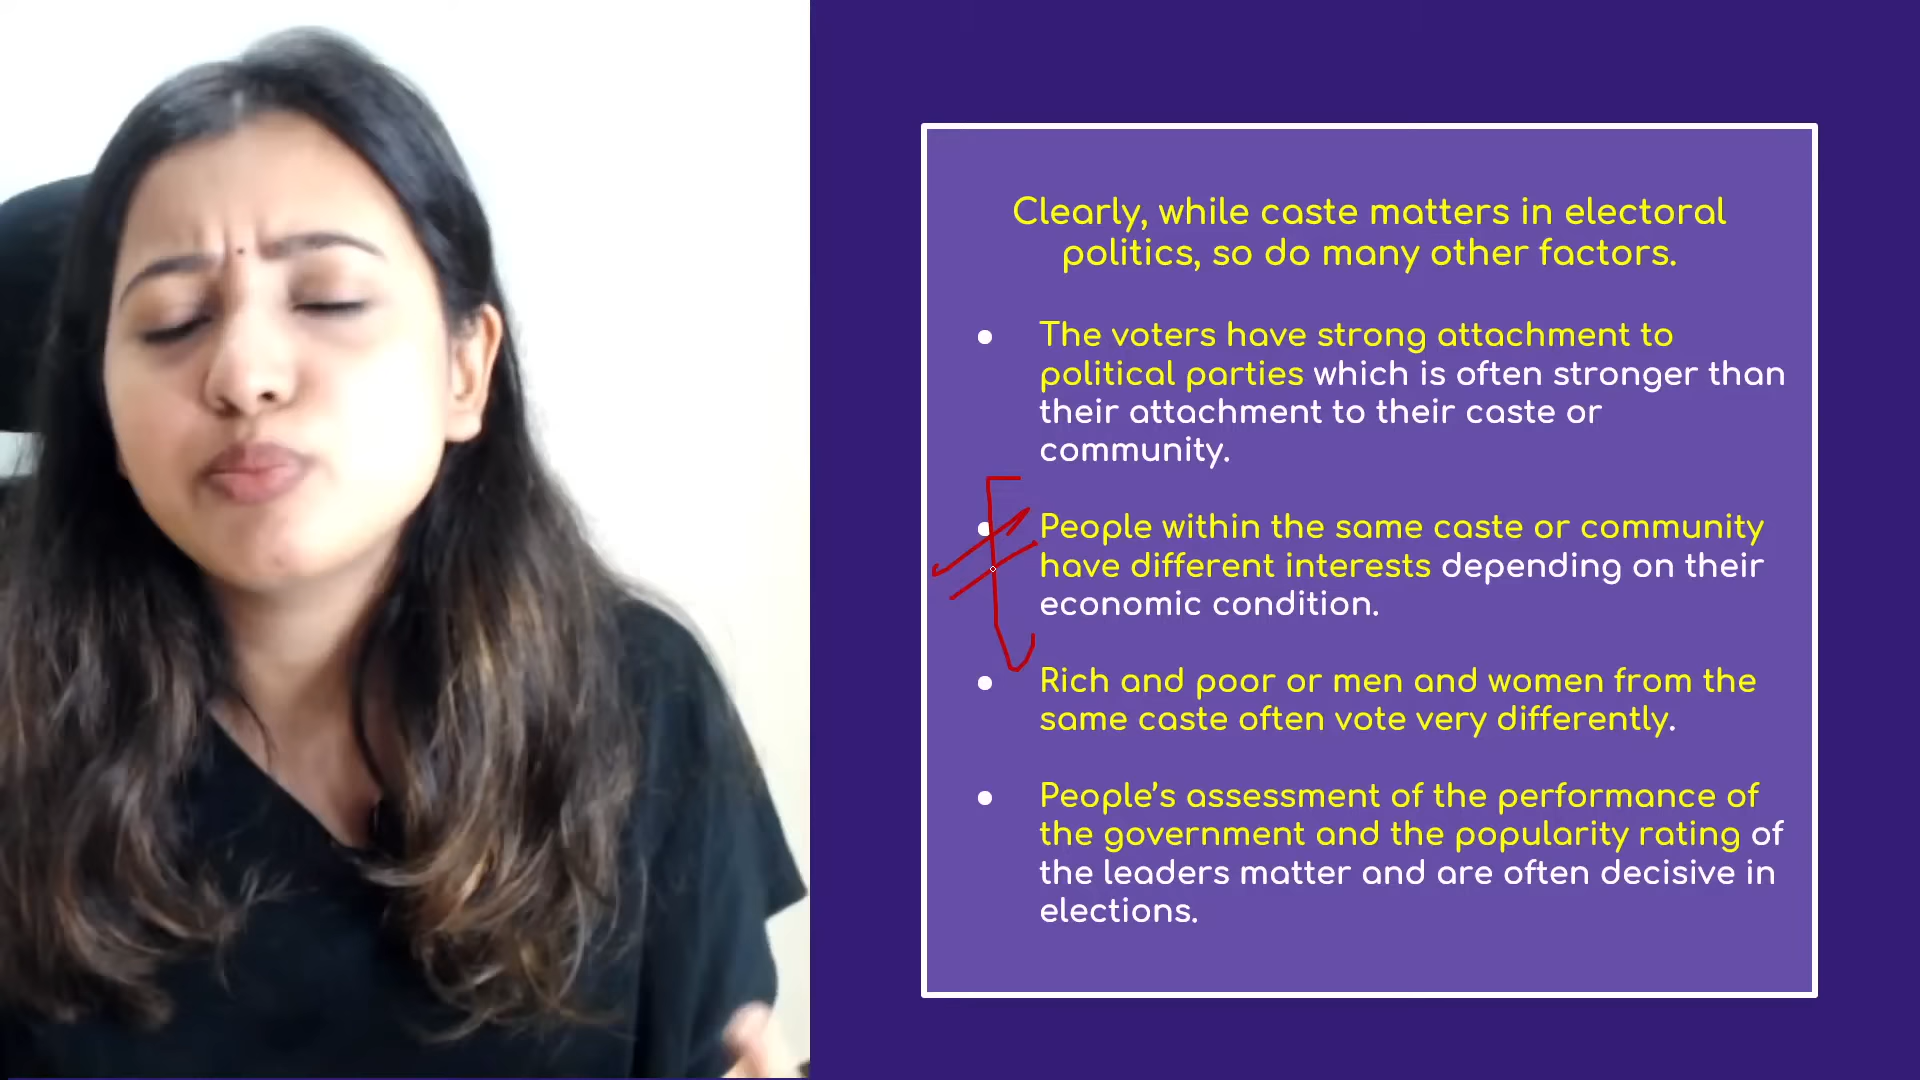 Clearly, while caste matters in electoral
politics, so do many other factors.
● The voters have strong attachment to
political parties which is often stronger than
their attachment to their caste or
community.
● People within the same caste or community
have different interests depending on their
economic condition.
● Rich and poor or men and women from the
same caste often vote very differently.
● People’s assessment of the performance of
the government and the popularity rating of
the leaders matter and are often decisive in
elections.